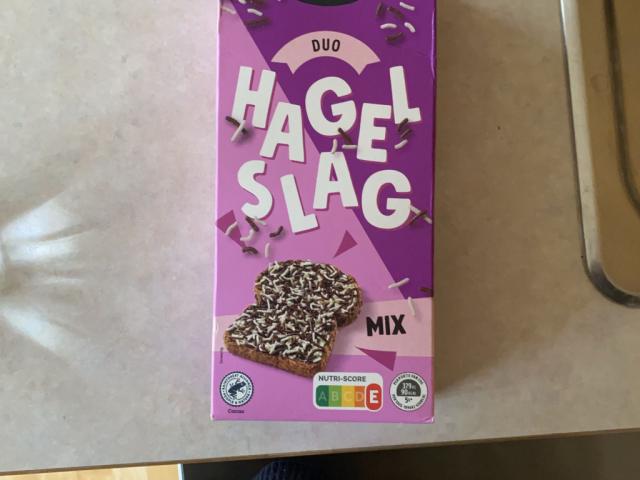 DUO
HAGEL
SLAG
MIX
NUTRI-SCORE
A B C D E
Cacao